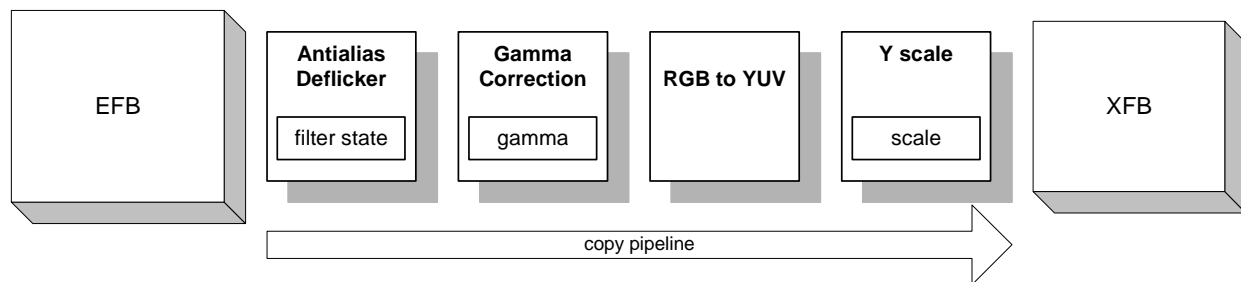 EFB
Antialias
Deflicker
filter state
Gamma
Correction
gamma
RGB to YUV
Y scale
scale
XFB
copy pipeline